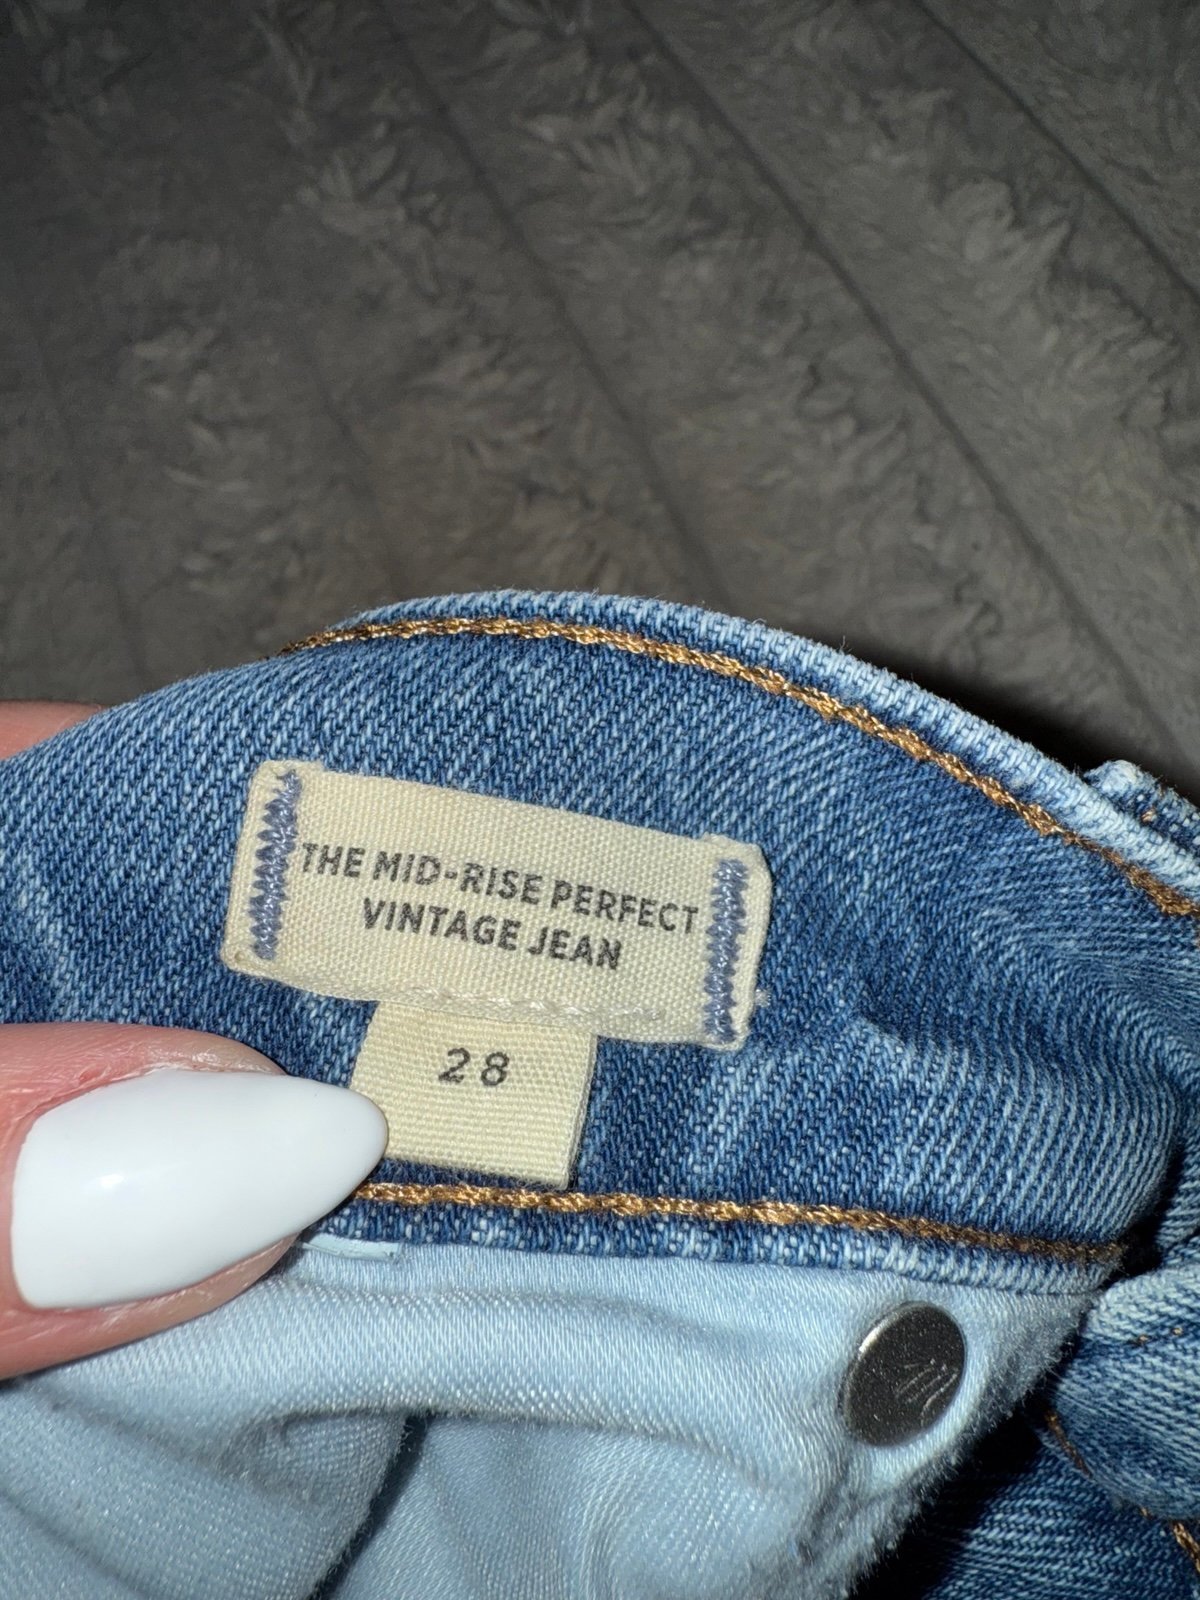 THE MID-RISE PERFECT
VINTAGE JEAN
28